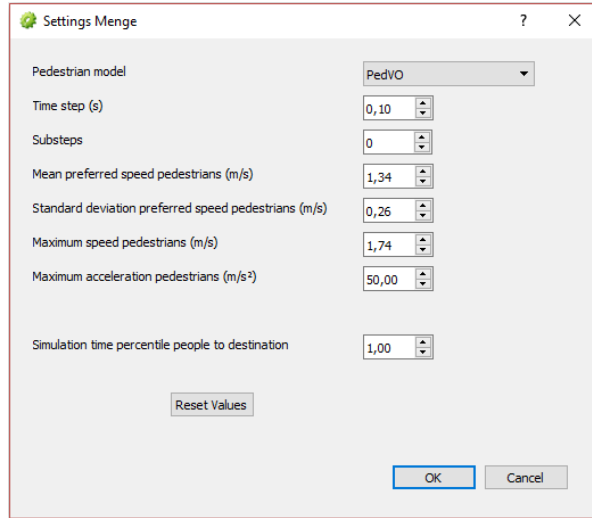 Settings Menge
Pedestrian model PedVO
Time step (s) 0,10
Substeps 0
Mean preferred speed pedestrians (m/s) 1,34
Standard deviation preferred speed pedestrians (m/s) 0,26
Maximum speed pedestrians (m/s) 1,74
Maximum acceleration pedestrians (m/s²) 50,00
Simulation time percentile people to destination 1,00
Reset Values
OK Cancel